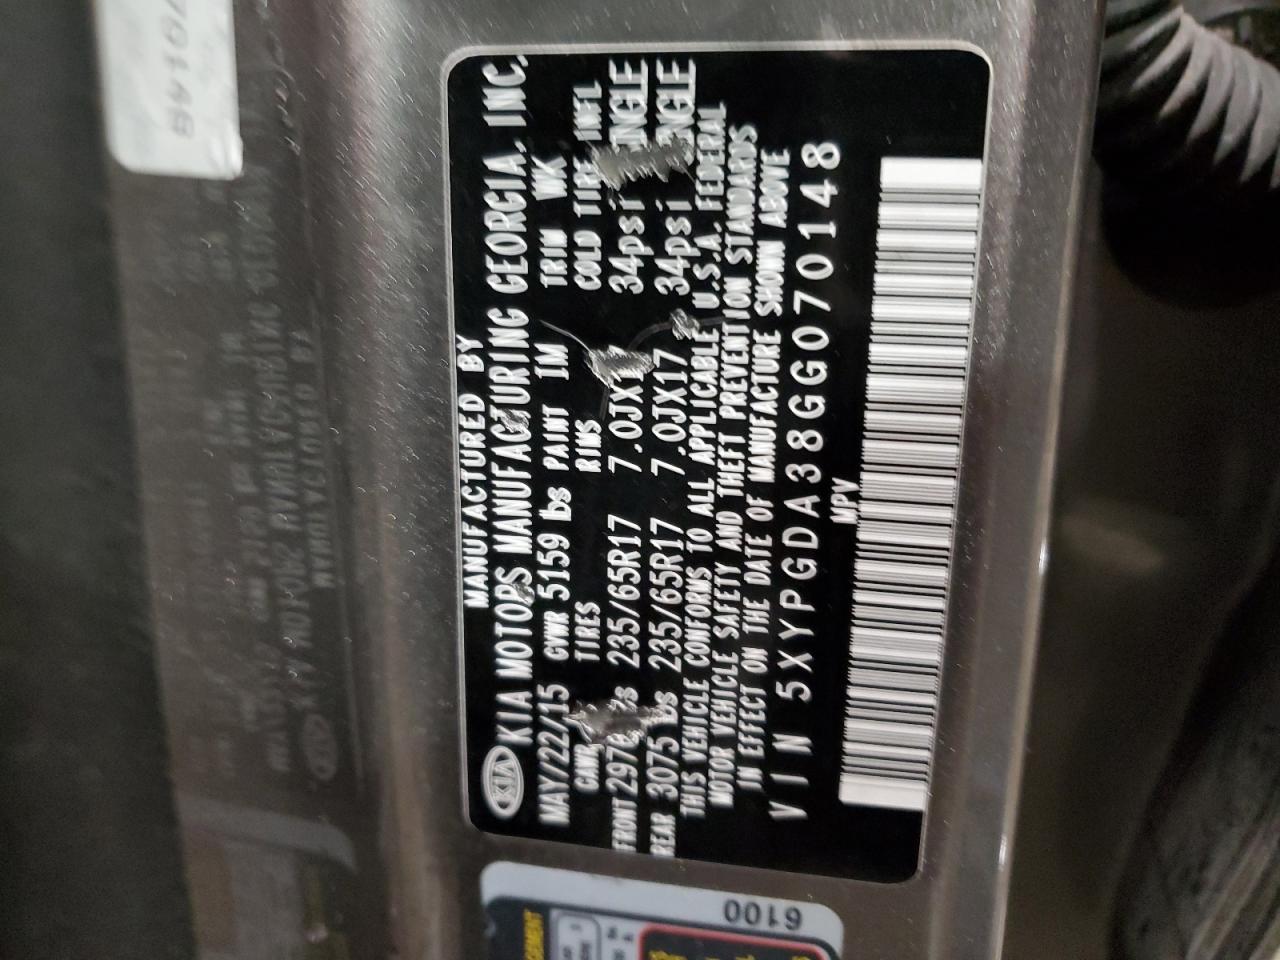 MANUFACTURED BY
KIA KIA MOTORS MANUFACTURING GEORGIA, INC.
MAY/22/15 GVWR 5159 lbs PAINT 1M TRIM WK
GAWR TIRES RIMS COLD TIRE INFL
FRONT 235/65R17 7.0JX17 34psi
REAR 3075 lbs 235/65R17 7.0JX17 34psi
THIS VEHICLE CONFORMS TO ALL APPLICABLE U.S.A. FEDERAL
MOTOR VEHICLE SAFETY AND THEFT PREVENTION STANDARDS
IN EFFECT ON THE DATE OF MANUFACTURE SHOWN ABOVE
VIN 5XYPGDA38GG070148
MPV
6100